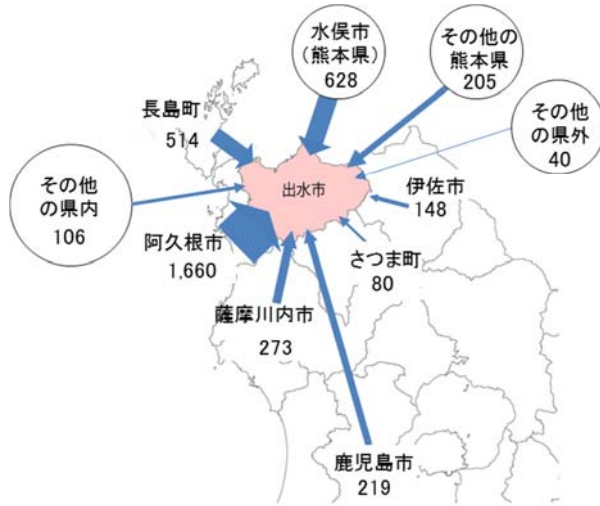 水俣市
(熊本県)
628
その他の
熊本県
205
その他
の県外
40
長島町
514
出水市
伊佐市
148
その他
の県内
106
阿久根市
1,660
さつま町
80
薩摩川内市
273
鹿児島市
219